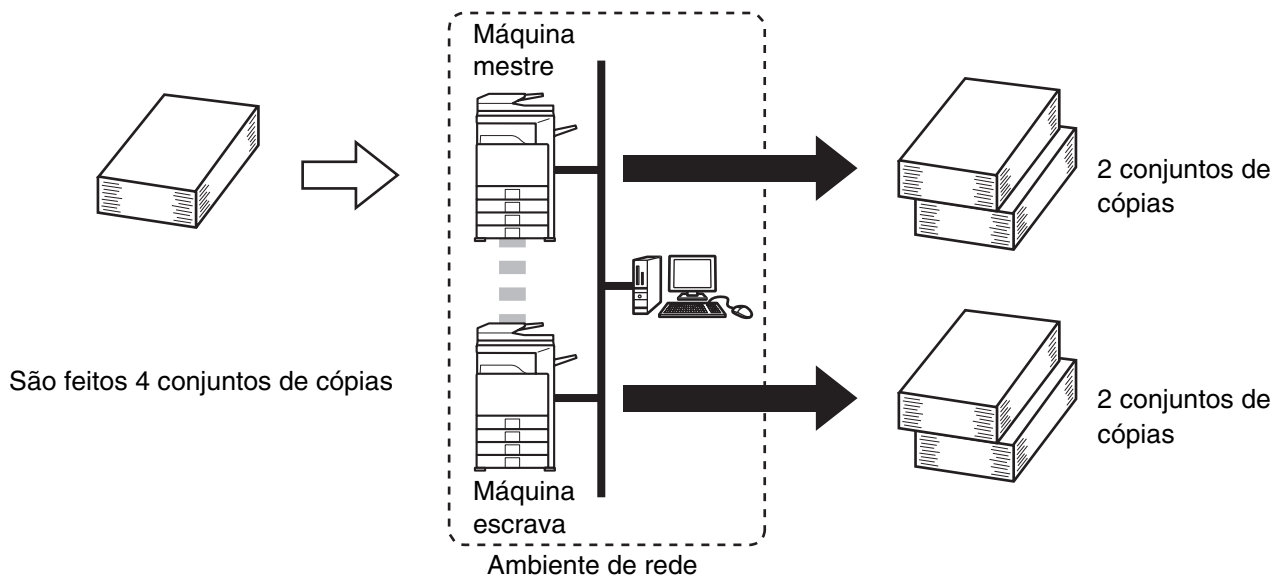 Máquina
mestre
2 conjuntos de
cópias
São feitos 4 conjuntos de cópias
2 conjuntos de
cópias
Máquina
escrava
Ambiente de rede